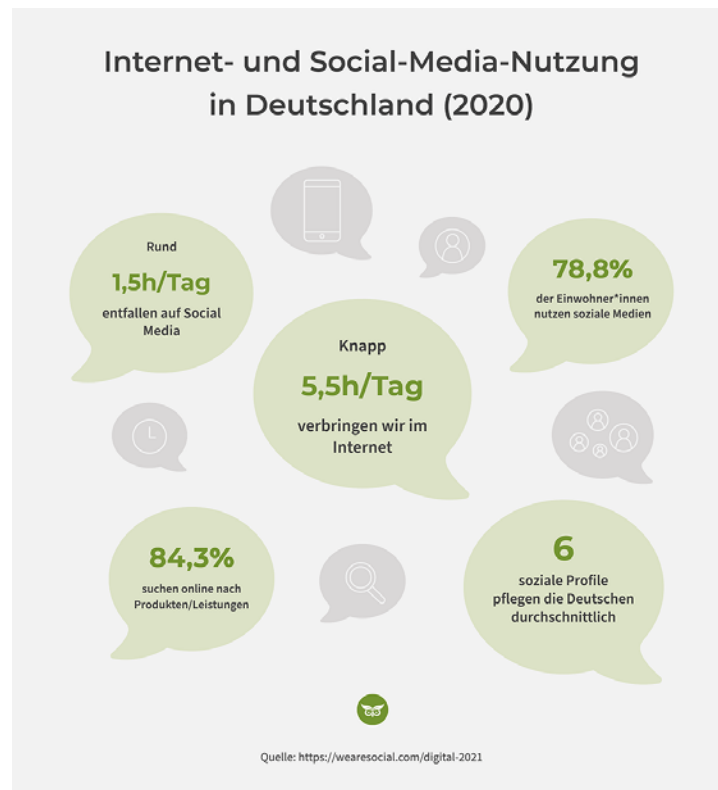 Internet- und Social-Media-Nutzung
in Deutschland (2020)
Rund
1,5h/Tag
entfallen auf Social
Media
78,8%
der Einwohner*innen
nutzen soziale Medien
Knapp
5,5h/Tag
verbringen wir im
Internet
84,3%
suchen online nach
Produkten/Leistungen
6
soziale Profile
pflegen die Deutschen
durchschnittlich
Quelle: https://wearesocial.com/digital-2021